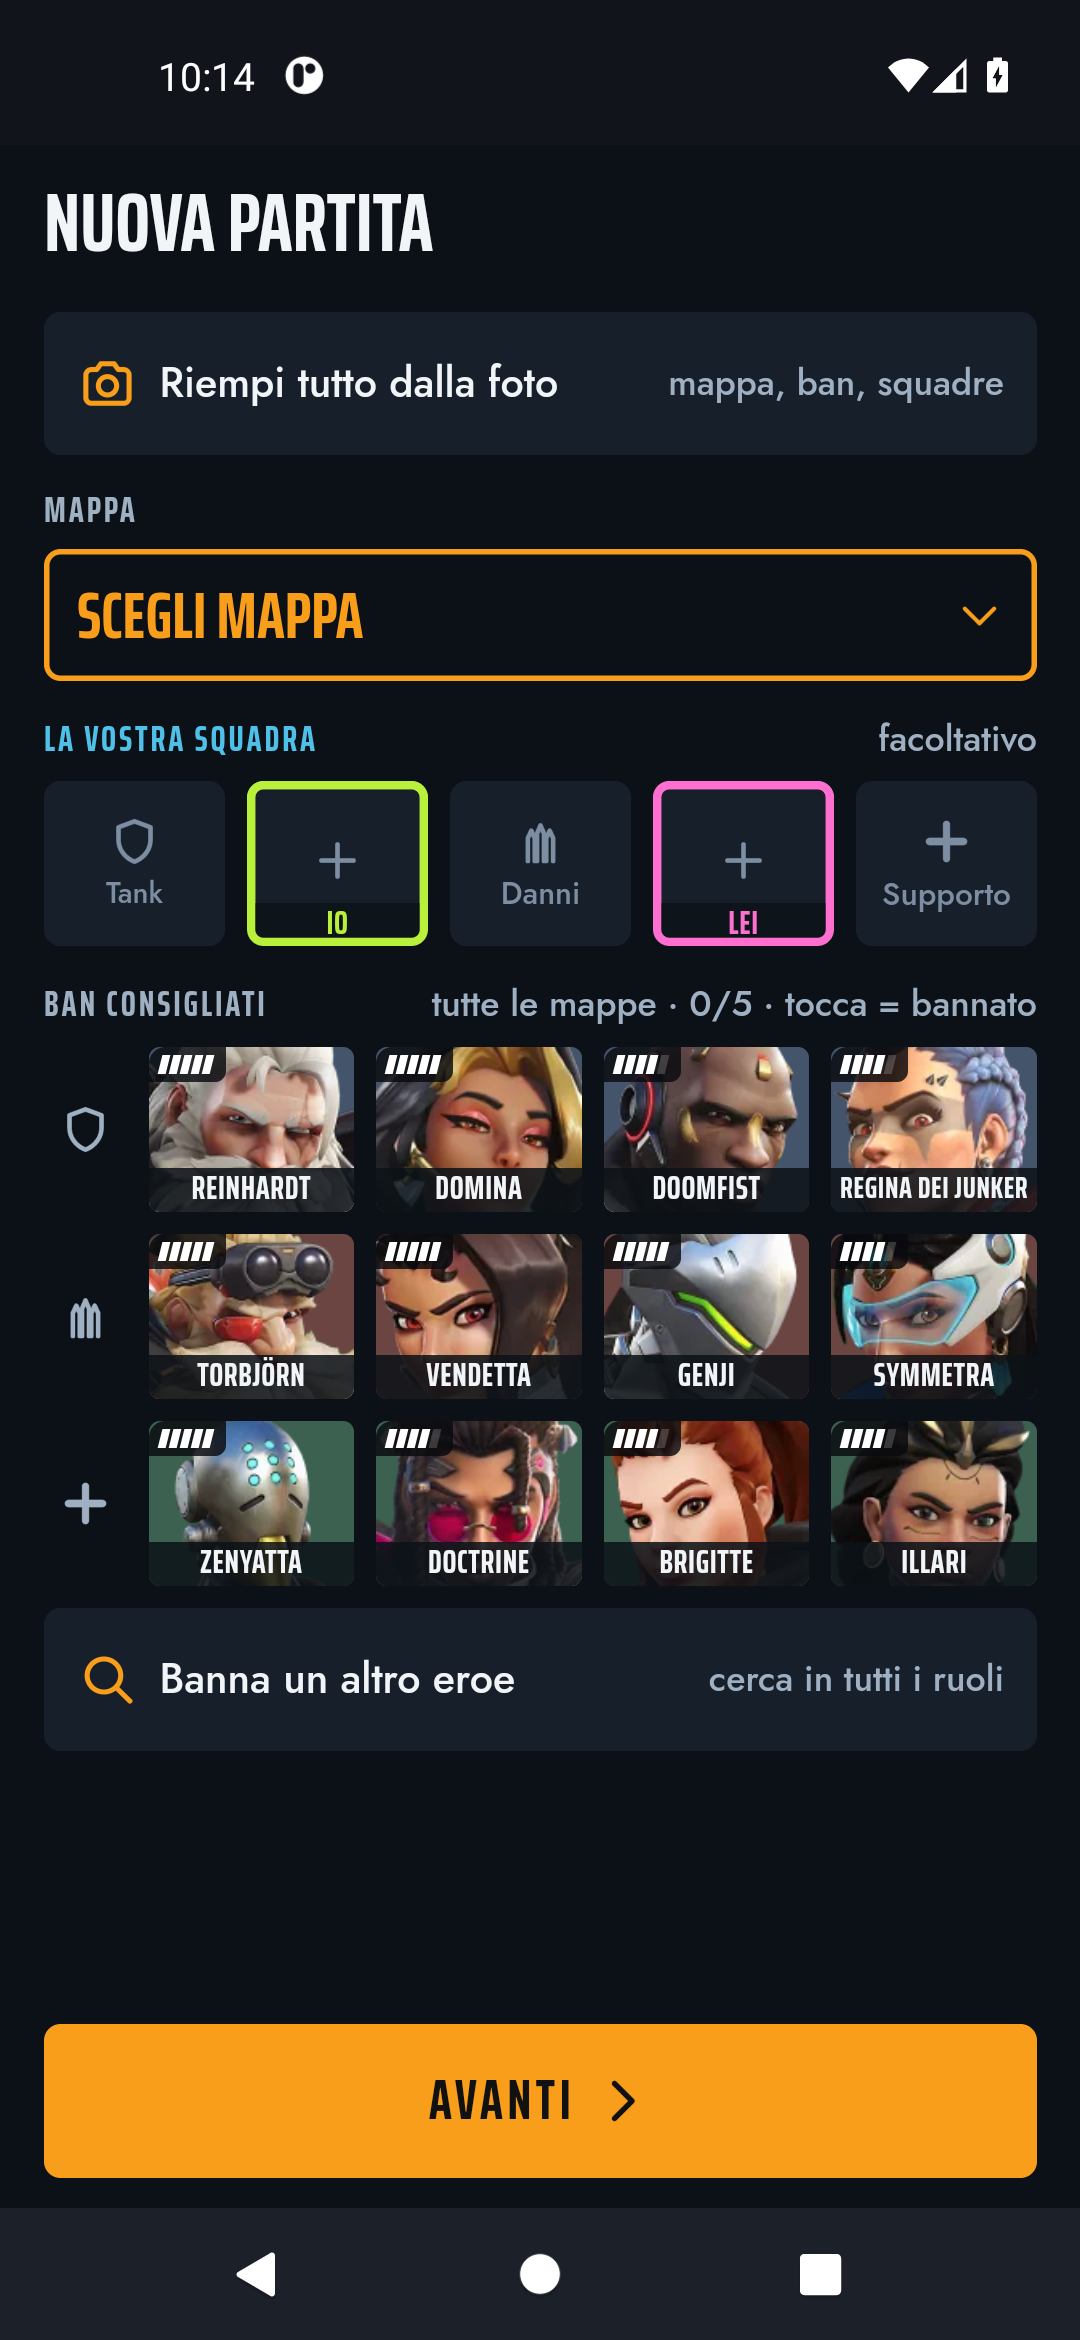 10:14
NUOVA PARTITA
Riempi tutto dalla foto mappa, ban, squadre
MAPPA
SCEGLI MAPPA
LA VOSTRA SQUADRA facoltativo
Tank IO Danni LEI Supporto
BAN CONSIGLIATI tutte le mappe · 0/5 · tocca = bannato
REINHARDT DOMINA DOOMFIST REGINA DEI JUNKER
TORBJÖRN VENDETTA GENJI SYMMETRA
ZENYATTA DOCTRINE BRIGITTE ILLARI
Banna un altro eroe cerca in tutti i ruoli
AVANTI